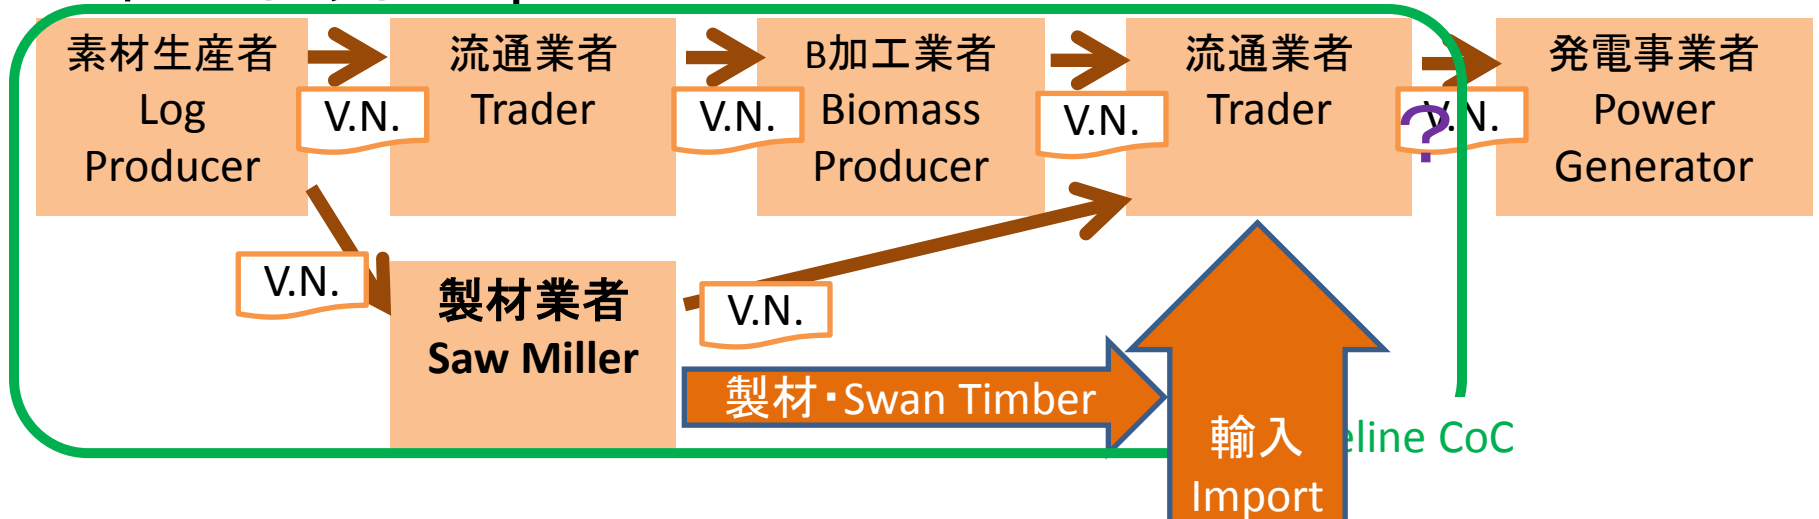 素材生産者
Log
Producer
V.N.
流通業者
Trader
V.N.
B加工業者
Biomass
Producer
V.N.
流通業者
Trader
V.N.
?
発電事業者
Power
Generator
V.N.
製材業者
Saw Miller
V.N.
製材・Swan Timber
輸入
Import
eline CoC